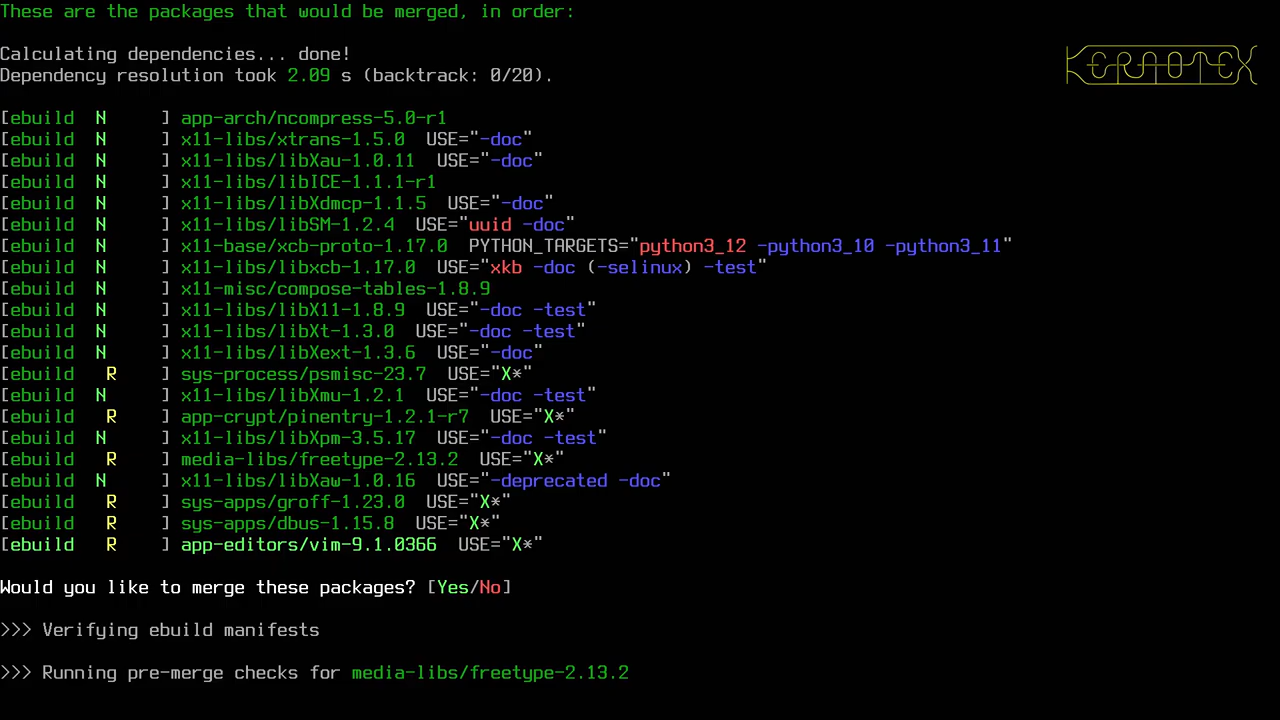 These are the packages that would be merged, in order:
Calculating dependencies... done!
Dependency resolution took 2.09 s (backtrack: 0/20).
KERNOTEX
[ebuild  N     ] app-arch/ncompress-5.0-r1
[ebuild  N     ] x11-libs/xtrans-1.5.0  USE="-doc"
[ebuild  N     ] x11-libs/libXau-1.0.11  USE="-doc"
[ebuild  N     ] x11-libs/libICE-1.1.1-r1
[ebuild  N     ] x11-libs/libXdmcp-1.1.5  USE="-doc"
[ebuild  N     ] x11-libs/libSM-1.2.4  USE="uuid -doc"
[ebuild  N     ] x11-base/xcb-proto-1.17.0  PYTHON_TARGETS="python3_12 -python3_10 -python3_11"
[ebuild  N     ] x11-libs/libxcb-1.17.0  USE="xkb -doc (-selinux) -test"
[ebuild  N     ] x11-misc/compose-tables-1.8.9
[ebuild  N     ] x11-libs/libX11-1.8.9  USE="-doc -test"
[ebuild  N     ] x11-libs/libXt-1.3.0  USE="-doc -test"
[ebuild  N     ] x11-libs/libXext-1.3.6  USE="-doc"
[ebuild   R    ] sys-process/psmisc-23.7  USE="X*"
[ebuild  N     ] x11-libs/libXmu-1.2.1  USE="-doc -test"
[ebuild   R    ] app-crypt/pinentry-1.2.1-r7  USE="X*"
[ebuild  N     ] x11-libs/libXpm-3.5.17  USE="-doc -test"
[ebuild   R    ] media-libs/freetype-2.13.2  USE="X*"
[ebuild  N     ] x11-libs/libXaw-1.0.16  USE="-deprecated -doc"
[ebuild   R    ] sys-apps/groff-1.23.0  USE="X*"
[ebuild   R    ] sys-apps/dbus-1.15.8  USE="X*"
[ebuild   R    ] app-editors/vim-9.1.0366  USE="X*"
Would you like to merge these packages? [Yes/No]
>>> Verifying ebuild manifests
>>> Running pre-merge checks for media-libs/freetype-2.13.2